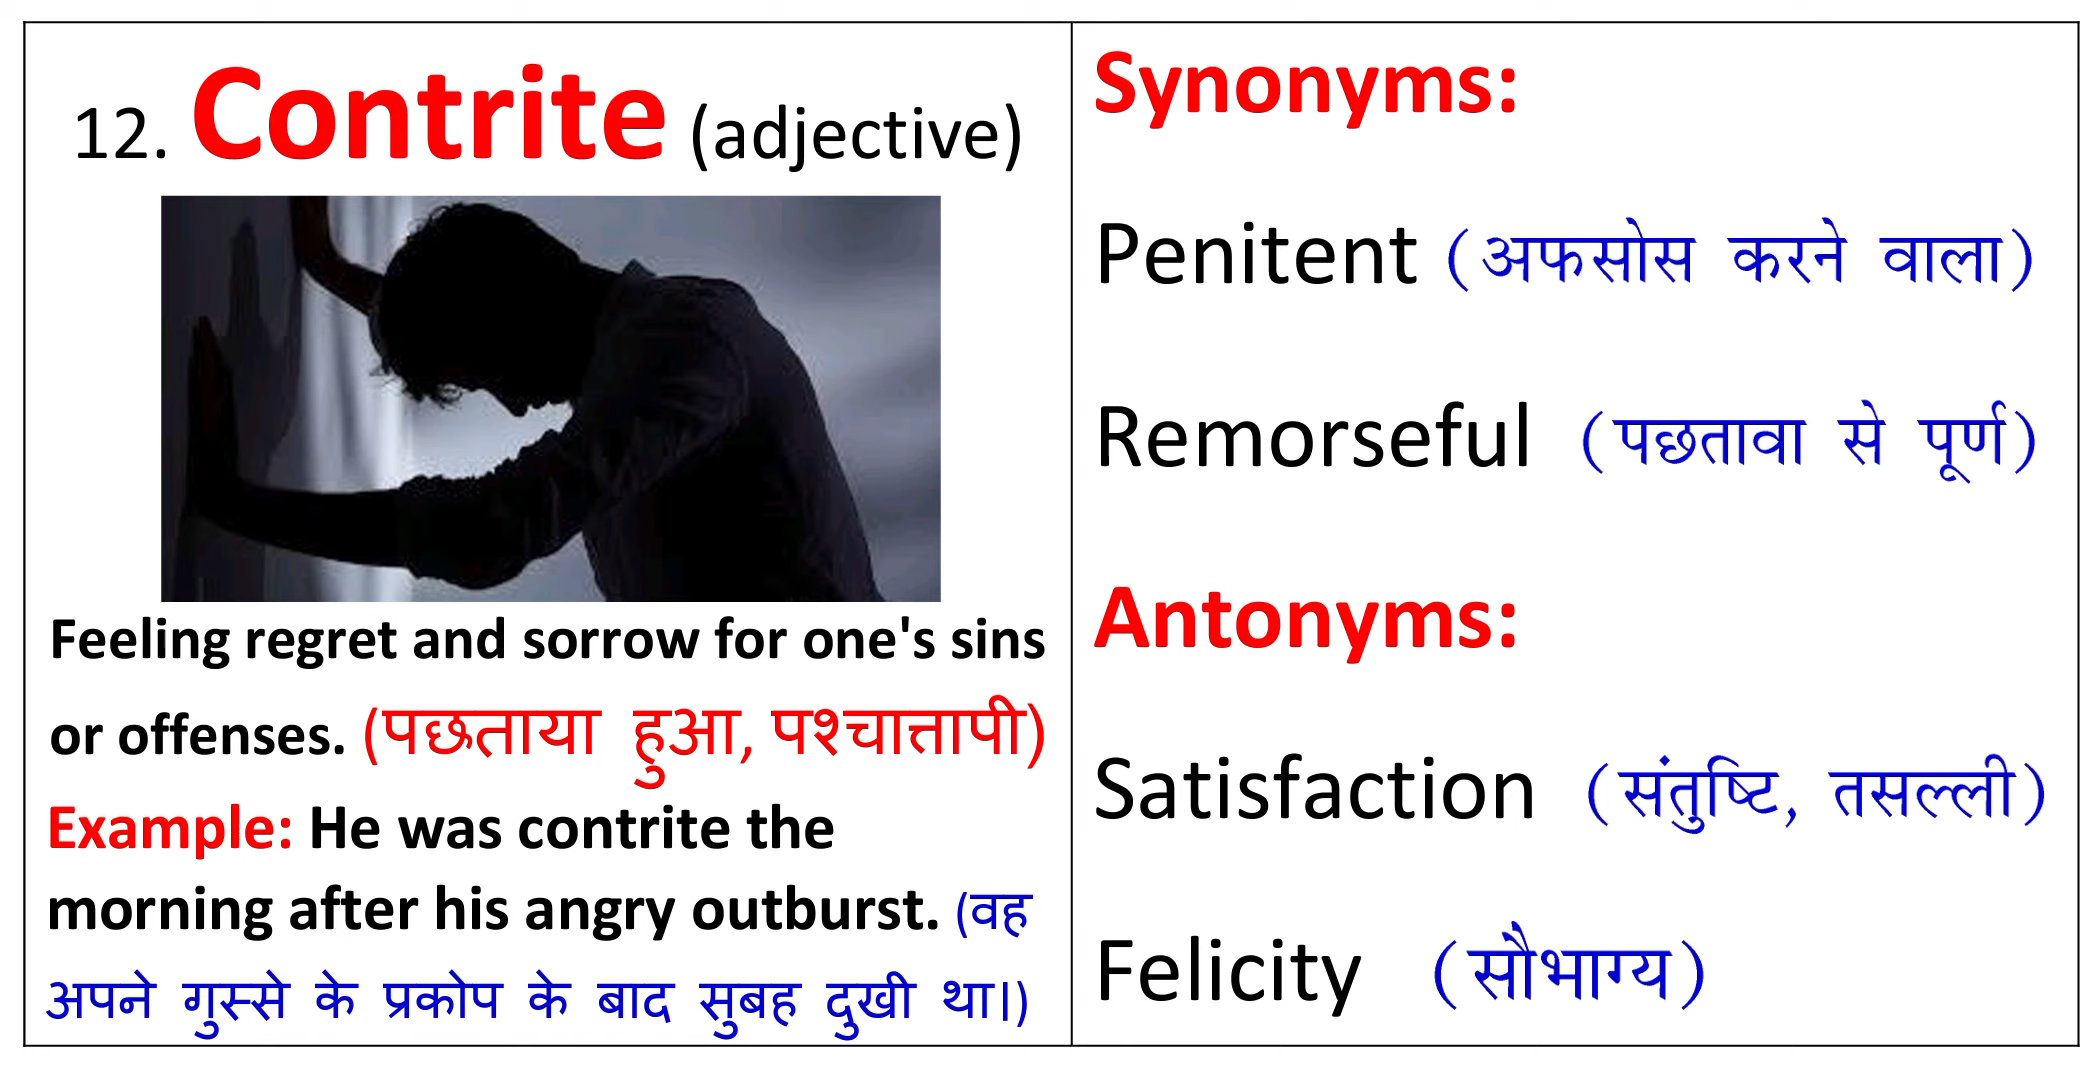 12. Contrite (adjective)
Feeling regret and sorrow for one's sins
or offenses. (पछताया हुआ, पश्चात्तापी)
Example: He was contrite the
morning after his angry outburst. (वह
अपने गुस्से के प्रकोप के बाद सुबह दुखी था।)
Synonyms:
Penitent (अफसोस करने वाला)
Remorseful (पछतावा से पूर्ण)
Antonyms:
Satisfaction (संतुष्टि, तसल्ली)
Felicity (सौभाग्य)